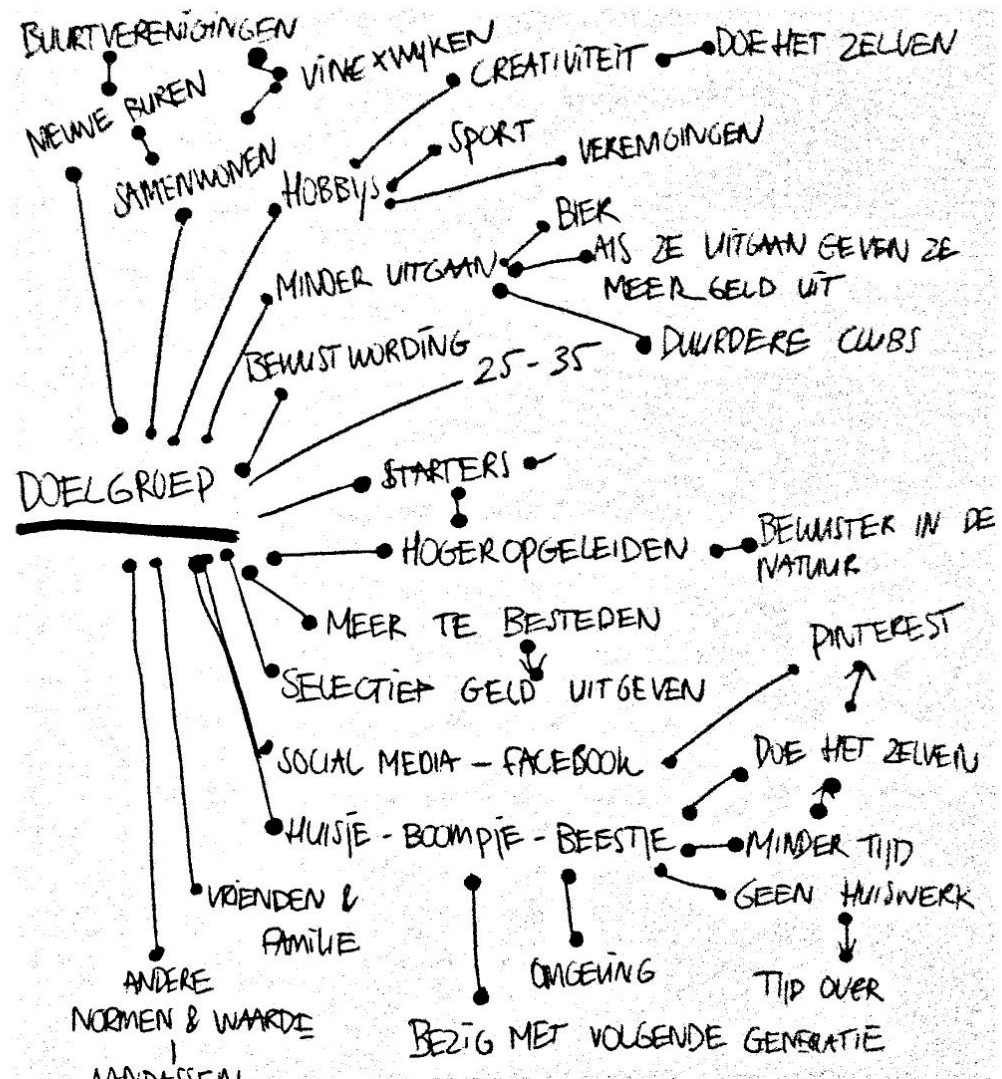 BUURTVERENIGINGEN
VINEXWIJKEN
CREATIVITEIT
DOE HET ZELVEN
NIEUWE BUREN
SPORT
VERENIGINGEN
SAMENWONEN
HOBBYS
BIER
MINDER UITGAAN
ALS ZE UITGAAN GEVEN ZE
MEER GELD UIT
DUURDERE CLUBS
BEWUSTWORDING
25-35
DOELGROEP
STARTERS
HOGEROPGELEIDEN
BEWUSTER IN DE
NATUUR
MEER TE BESTEDEN
PINTEREST
SELECTIEF GELD UITGEVEN
SOCIAL MEDIA - FACEBOOK
DOE HET ZELVEN
HUISJE - BOOMPJE - BEESTJE
MINDER TIJD
GEEN HUISWERK
VRIENDEN &
FAMILIE
OMGEVING
TIJD OVER
ANDERE
NORMEN & WAARDE
BEZIG MET VOLGENDE GENERATIE